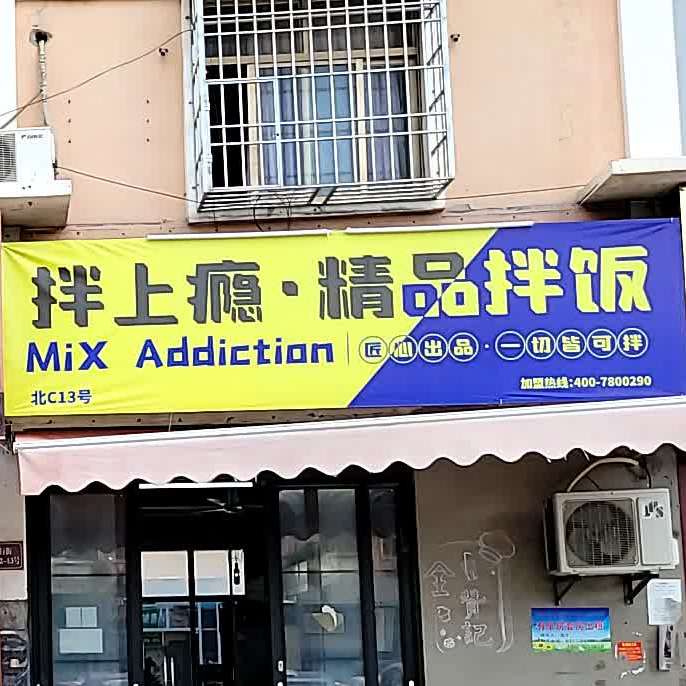 拌上瘾·精品拌饭
MiX Addiction
匠心出品·一切皆可拌
北C13号
加盟热线:400-7800290